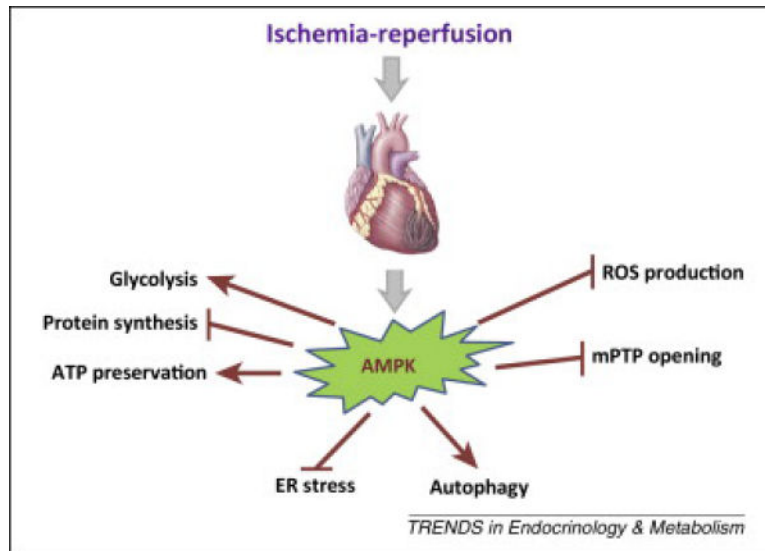 Ischemia-reperfusion
Glycolysis
ROS production
Protein synthesis
mPTP opening
ATP preservation
AMPK
ER stress
Autophagy
TRENDS in Endocrinology & Metabolism